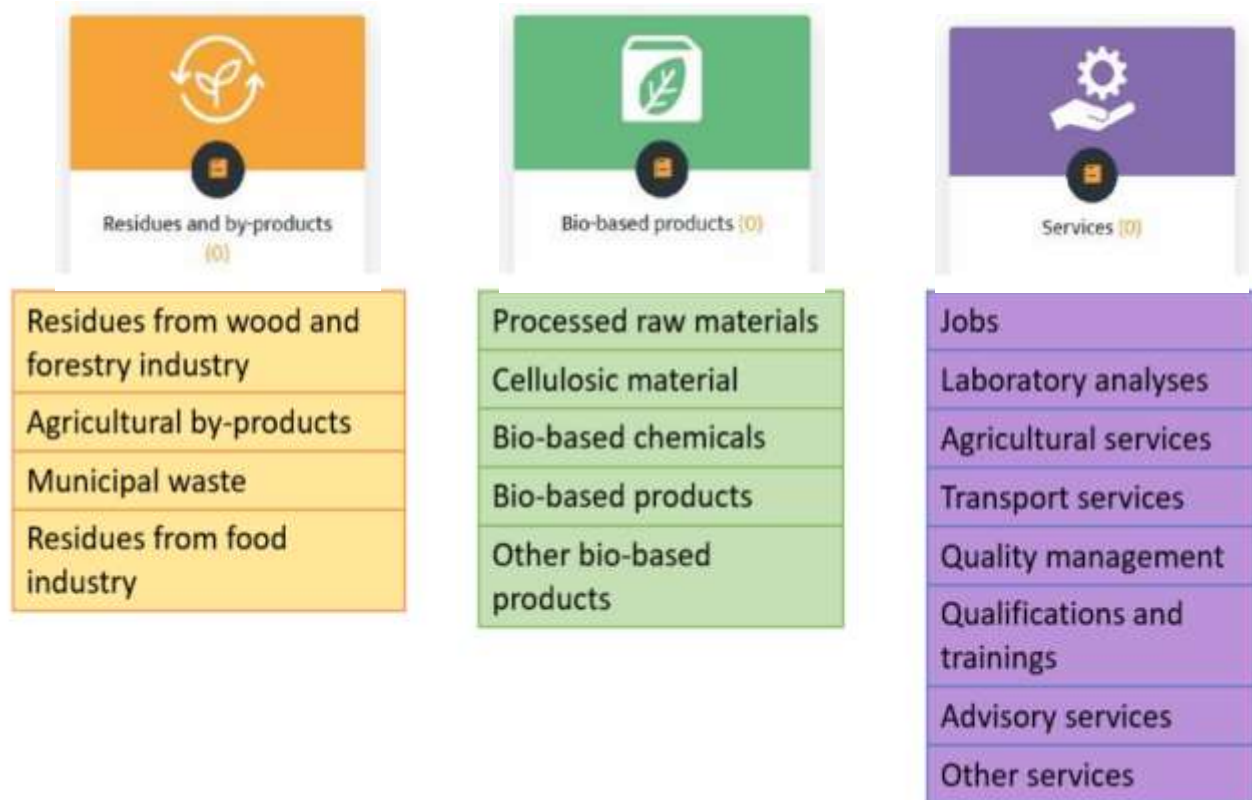 Residues and by-products
(0)
Residues from wood and
forestry industry
Agricultural by-products
Municipal waste
Residues from food
industry
Bio-based products (0)
Processed raw materials
Cellulosic material
Bio-based chemicals
Bio-based products
Other bio-based
products
Services (0)
Jobs
Laboratory analyses
Agricultural services
Transport services
Quality management
Qualifications and
trainings
Advisory services
Other services